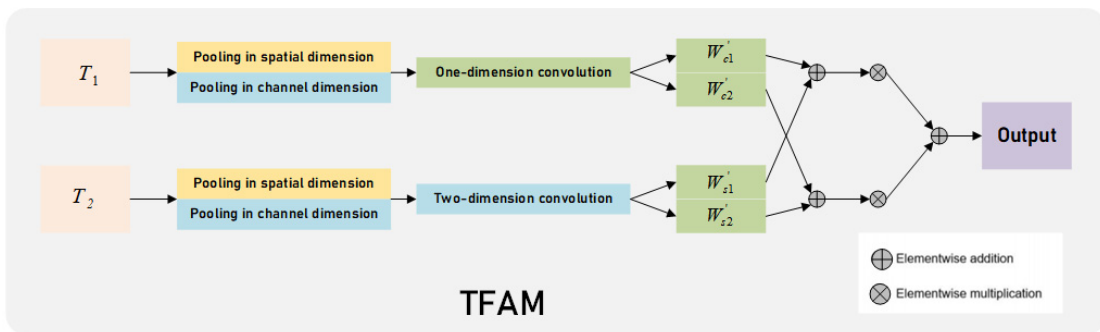 T1
Pooling in spatial dimension
Pooling in channel dimension
One-dimension convolution
W'c1
W'c2
Output
T2
Pooling in spatial dimension
Pooling in channel dimension
Two-dimension convolution
W's1
W's2
Elementwise addition
Elementwise multiplication
TFAM